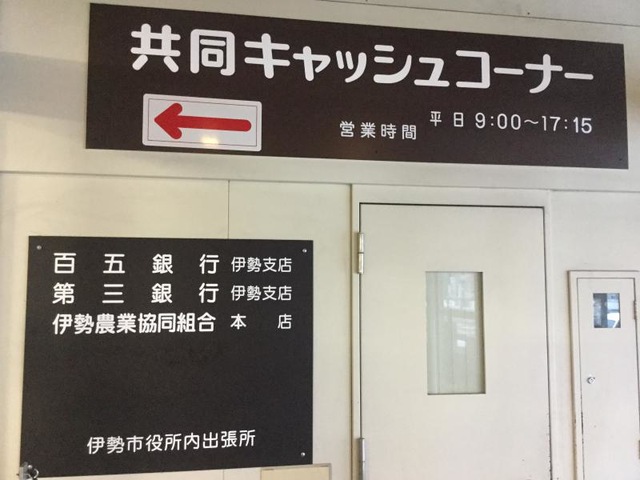 共同キャッシュコーナー
営業時間 平日 9:00～17:15
百五銀行 伊勢支店
第三銀行 伊勢支店
伊勢農業協同組合 本店
伊勢市役所内出張所